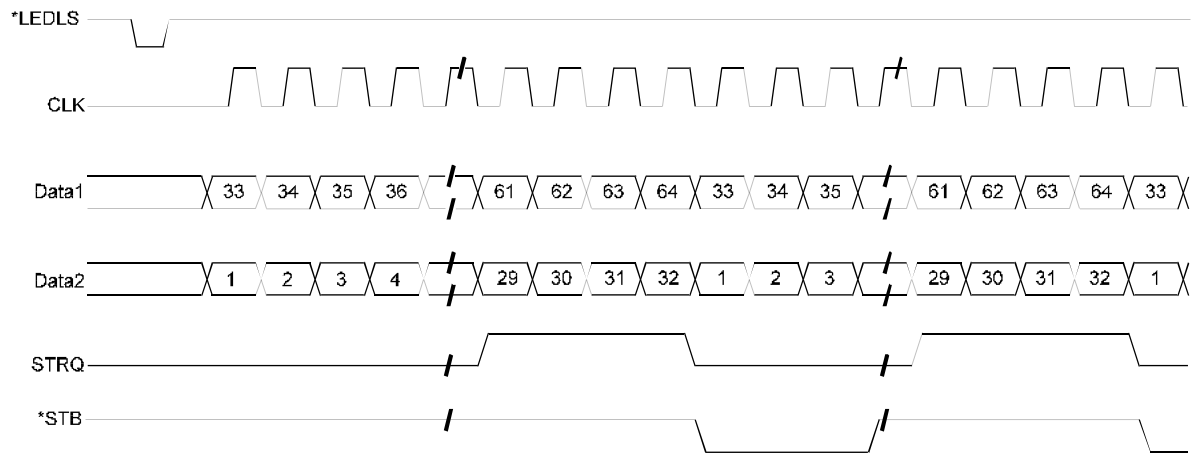 *LEDLS
CLK
Data1 33 34 35 36 61 62 63 64 33 34 35 61 62 63 64 33
Data2 1 2 3 4 29 30 31 32 1 2 3 29 30 31 32 1
STRQ
*STB